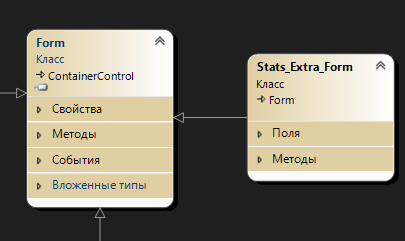 Form
Класс
ContainerControl
Свойства
Методы
События
Вложенные типы
Stats_Extra_Form
Класс
Form
Поля
Методы